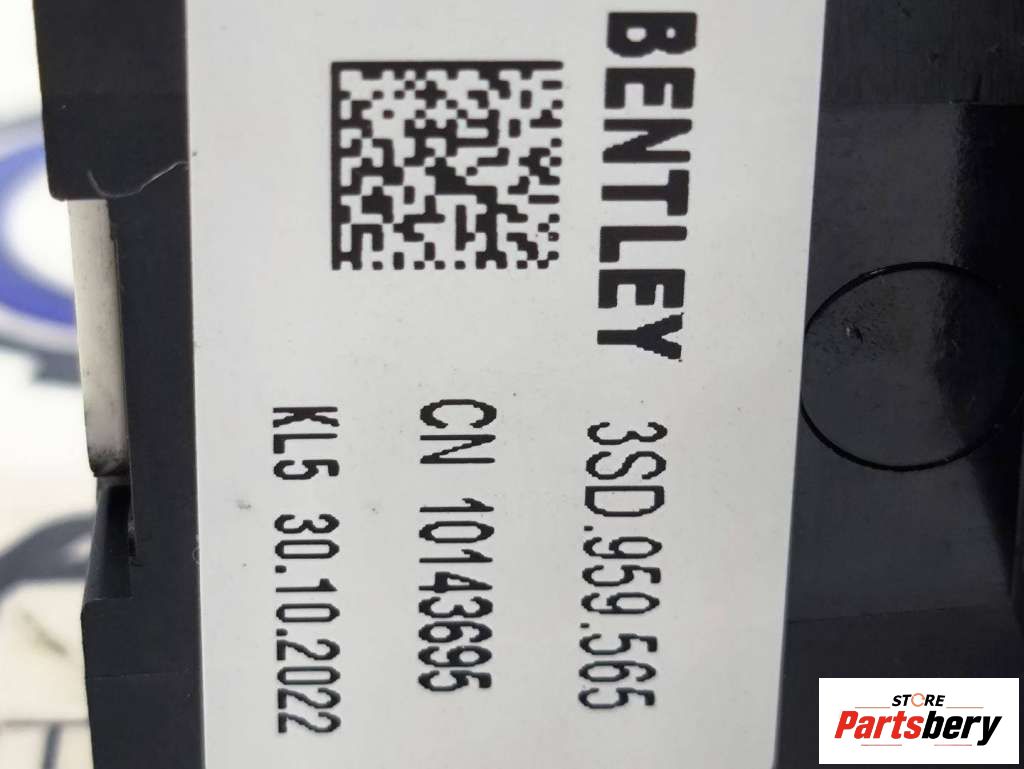 BENTLEY 3SD.959.565
CN 10143695
KL5 30.10.2022
STORE
Partsbery